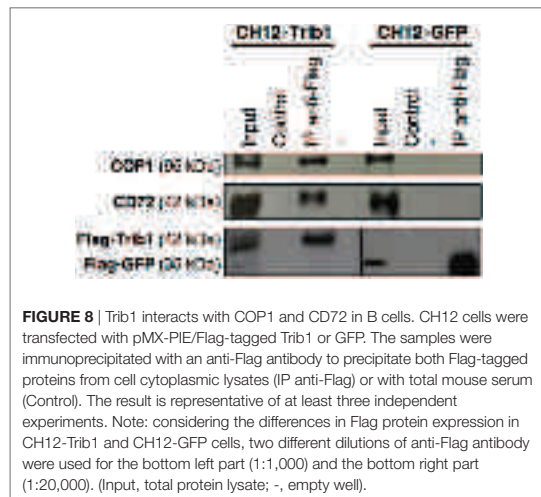 CH12-Trib1 CH12-GFP
Input Control IP anti-Flag - Input Control - IP anti-Flag
COP1
CD72
Flag-Trib1
Flag-GFP
FIGURE 8 | Trib1 interacts with COP1 and CD72 in B cells. CH12 cells were
transfected with pMX-PIE/Flag-tagged Trib1 or GFP. The samples were
immunoprecipitated with an anti-Flag antibody to precipitate both Flag-tagged
proteins from cell cytoplasmic lysates (IP anti-Flag) or with total mouse serum
(Control). The result is representative of at least three independent
experiments. Note: considering the differences in Flag protein expression in
CH12-Trib1 and CH12-GFP cells, two different dilutions of anti-Flag antibody
were used for the bottom left part (1:1,000) and the bottom right part
(1:20,000). (Input, total protein lysate; -, empty well).